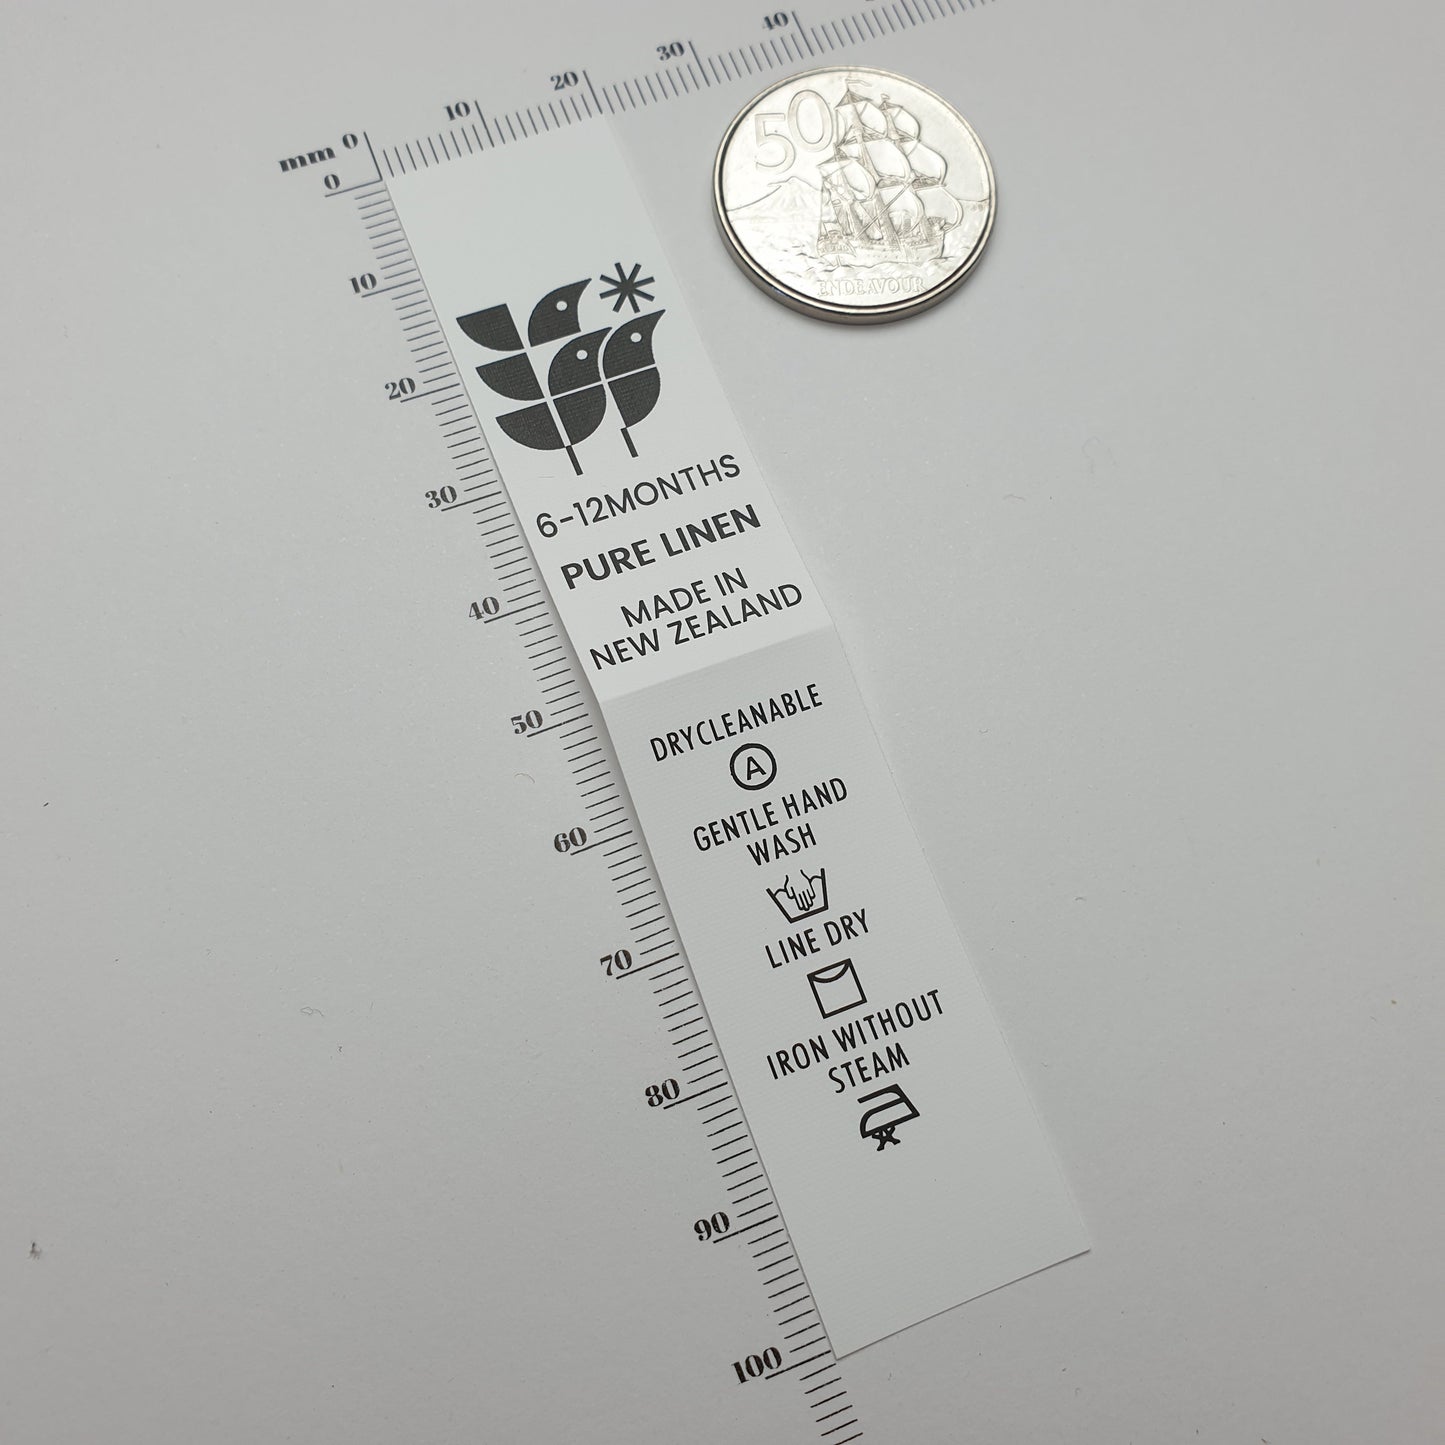 mm 0 10 20 30 40
0
10
20
30
40
50
60
70
80
90
100
50
ENDEAVOUR
6-12MONTHS
PURE LINEN
MADE IN
NEW ZEALAND
DRYCLEANABLE
A
GENTLE HAND
WASH
LINE DRY
IRON WITHOUT
STEAM